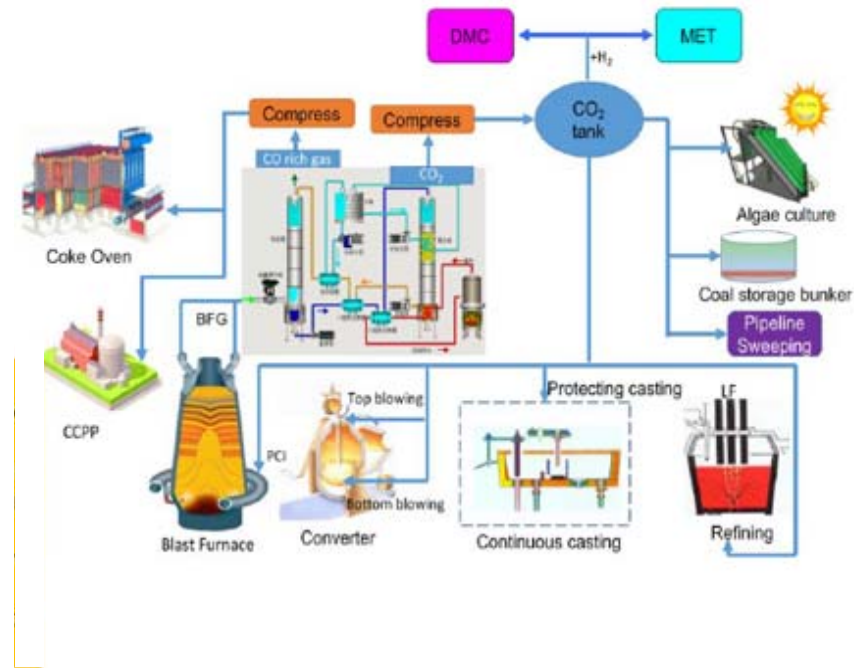 DMC
MET
+H₂
Compress
Compress
CO₂
tank
CO rich gas
CO₂
Algae culture
Coke Oven
Coal storage bunker
BFG
Pipeline
Sweeping
Protecting casting
LF
Top blowing
CCPP
PCI
Bottom blowing
Refining
Blast Furnace
Converter
Continuous casting